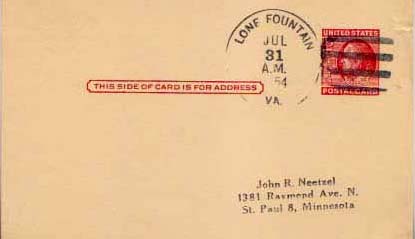 LONE FOUNTAIN
JUL
31
A.M.
54
VA.
UNITED STATES
POSTAL CARD
THIS SIDE OF CARD IS FOR ADDRESS
John R. Neetzel
1381 Raymond Ave. N.
St. Paul 8, Minnesota